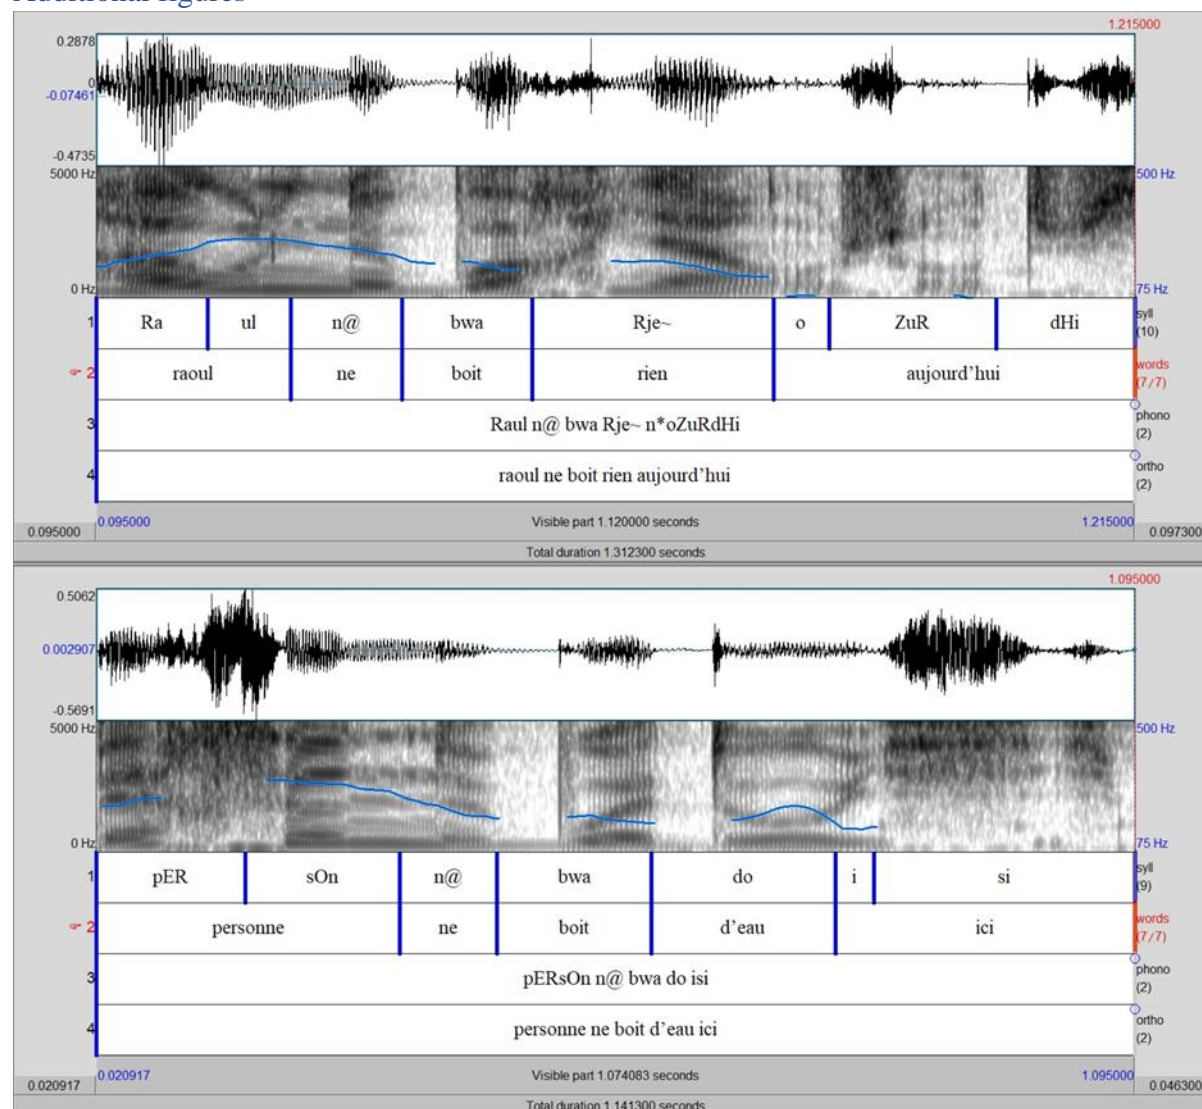 Additional figures
1.215000
0.2878
0
-0.07461
-0.4735
5000 Hz
500 Hz
0 Hz
75 Hz
1 Ra ul n@ bwa Rje~ o ZuR dHi syll (10)
2 raoul ne boit rien aujourd’hui words (7/7)
3 Raul n@ bwa Rje~ n*oZuRdHi phono (2)
4 raoul ne boit rien aujourd’hui ortho (2)
0.095000 0.095000 Visible part 1.120000 seconds 1.215000 0.097300
Total duration 1.312300 seconds
1.095000
0.5062
0.002907
-0.5691
5000 Hz
500 Hz
0 Hz
75 Hz
1 pER sOn n@ bwa do i si syll (9)
2 personne ne boit d’eau ici words (7/7)
3 pERsOn n@ bwa do isi phono (2)
4 personne ne boit d’eau ici ortho (2)
0.020917 0.020917 Visible part 1.074083 seconds 1.095000 0.046300
Total duration 1.141300 seconds